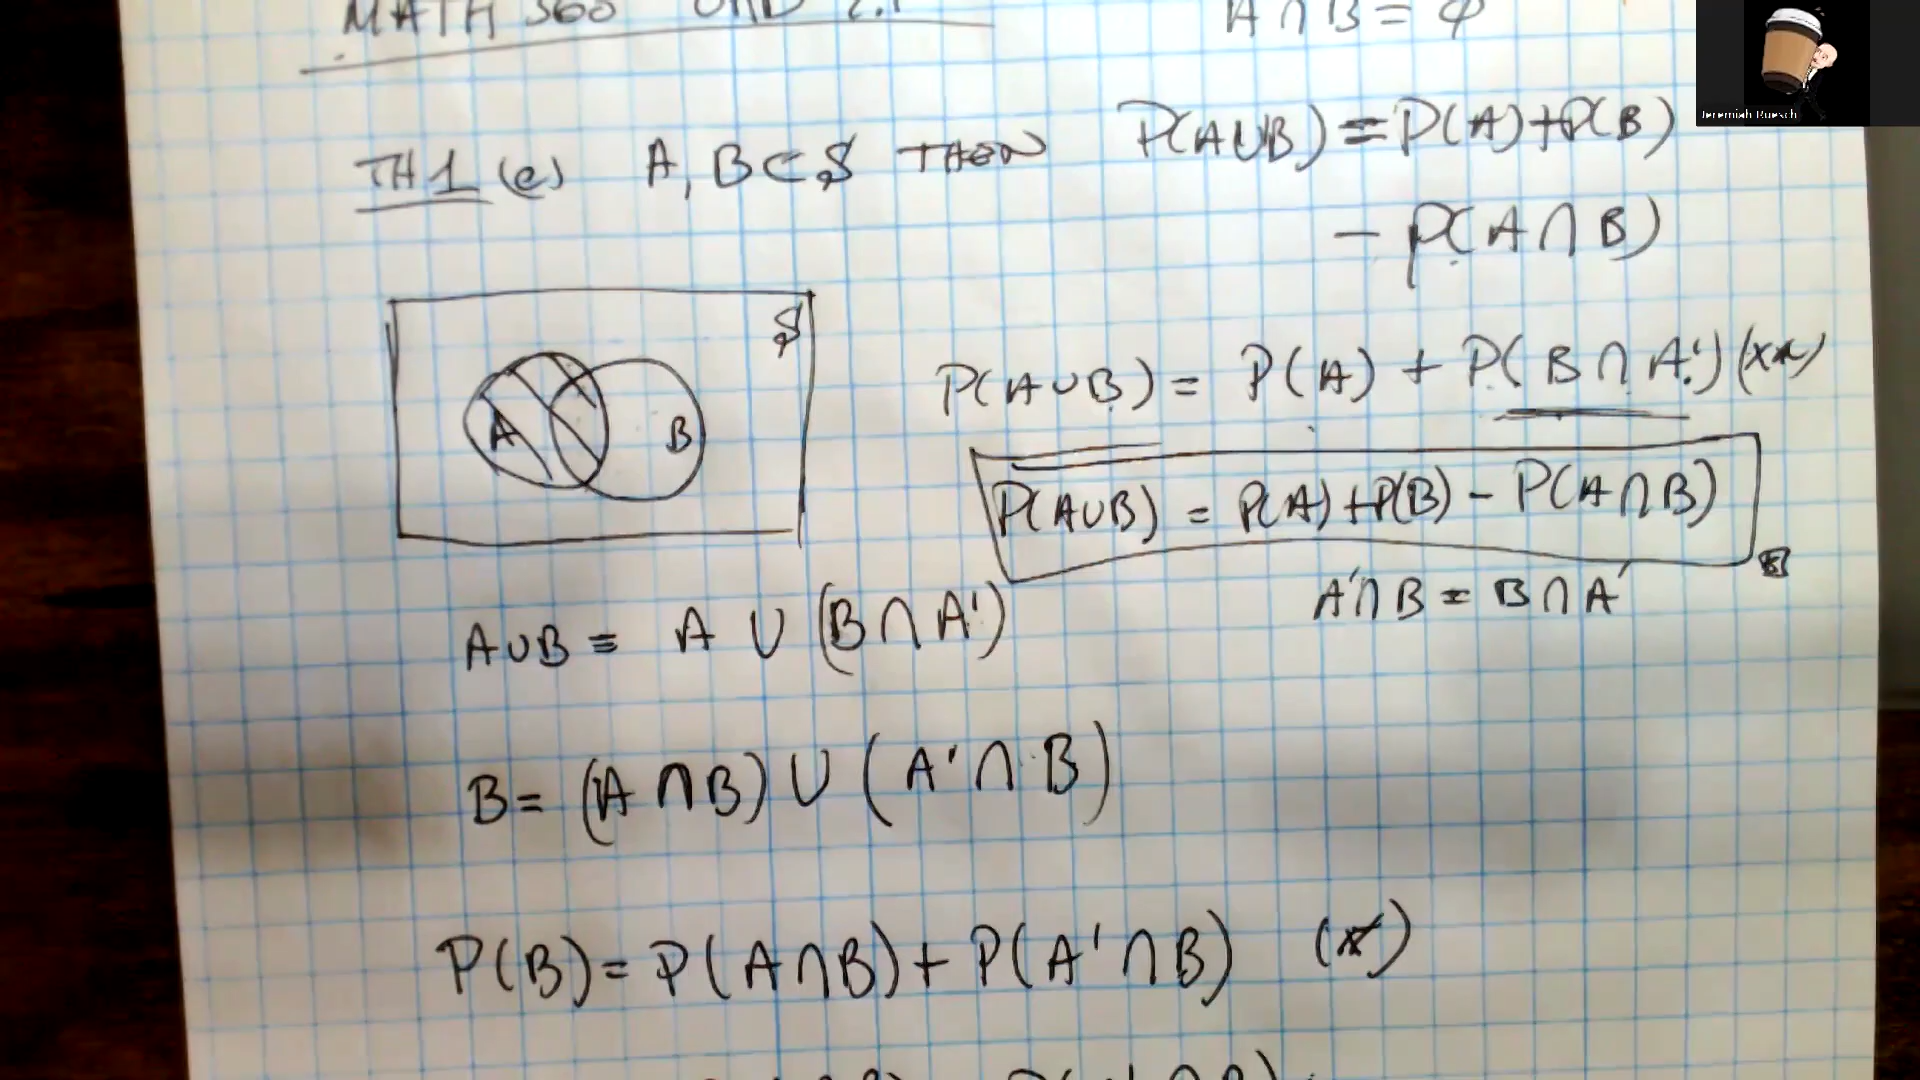 MATH 360
A ∩ B = φ
Jeremiah Ruesch
TH 1 (e) A, B ⊂ $ THEN P(A∪B) = P(A)+P(B)
- P(A ∩ B)
$
A B
P(A∪B) = P(A) + P(B ∩ A') (**)
P(A∪B) = P(A)+P(B) - P(A∩B)
A'∩B = B∩A'
A∪B = A ∪ (B∩A')
B = (A∩B) ∪ (A'∩B)
P(B) = P(A∩B) + P(A'∩B) (*)